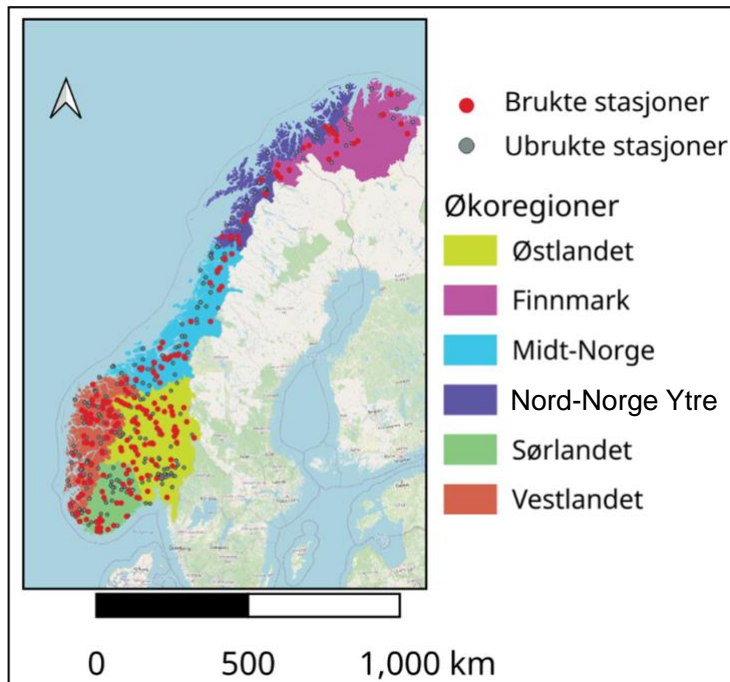 Brukte stasjoner
Ubrukte stasjoner
Økoregioner
Østlandet
Finnmark
Midt-Norge
Nord-Norge Ytre
Sørlandet
Vestlandet
0 500 1,000 km